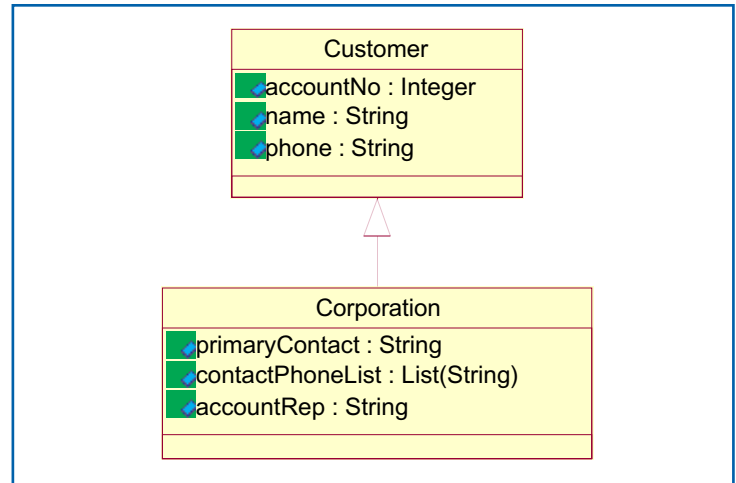 Customer
accountNo : Integer
name : String
phone : String
Corporation
primaryContact : String
contactPhoneList : List(String)
accountRep : String